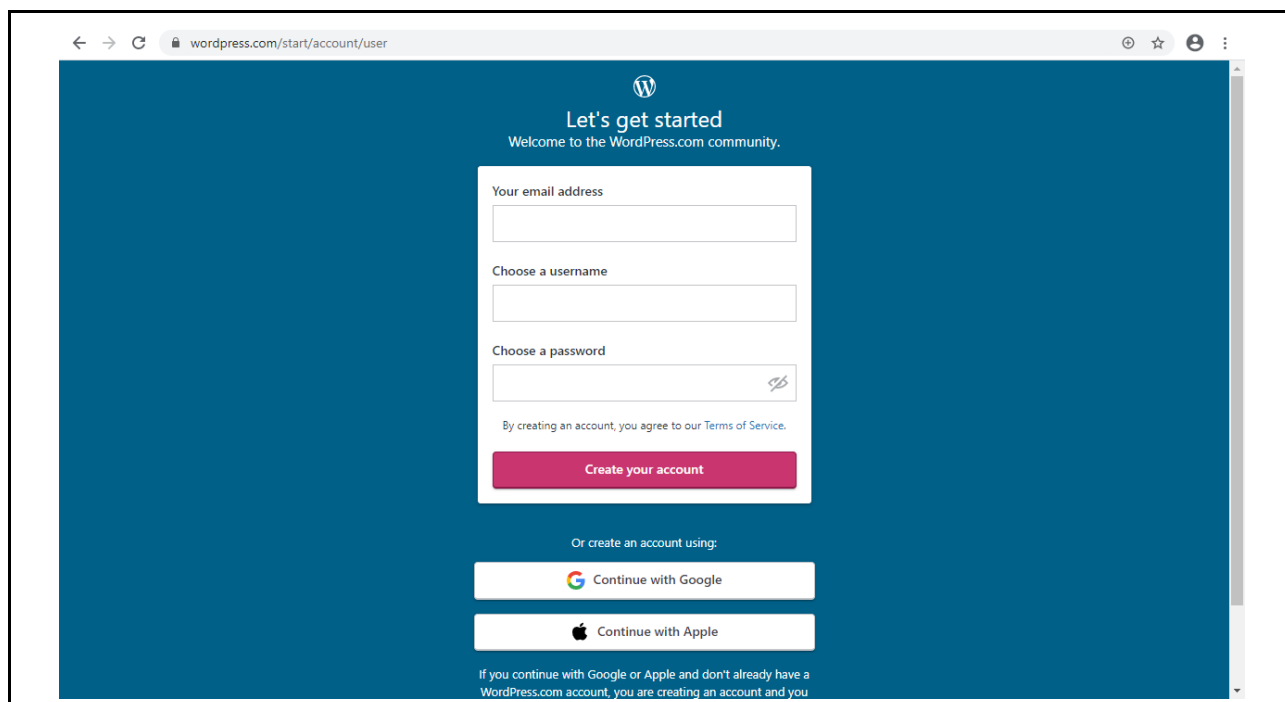 wordpress.com/start/account/user
Let's get started
Welcome to the WordPress.com community.
Your email address
Choose a username
Choose a password
By creating an account, you agree to our Terms of Service.
Create your account
Or create an account using:
Continue with Google
Continue with Apple
If you continue with Google or Apple and don't already have a
WordPress.com account, you are creating an account and you